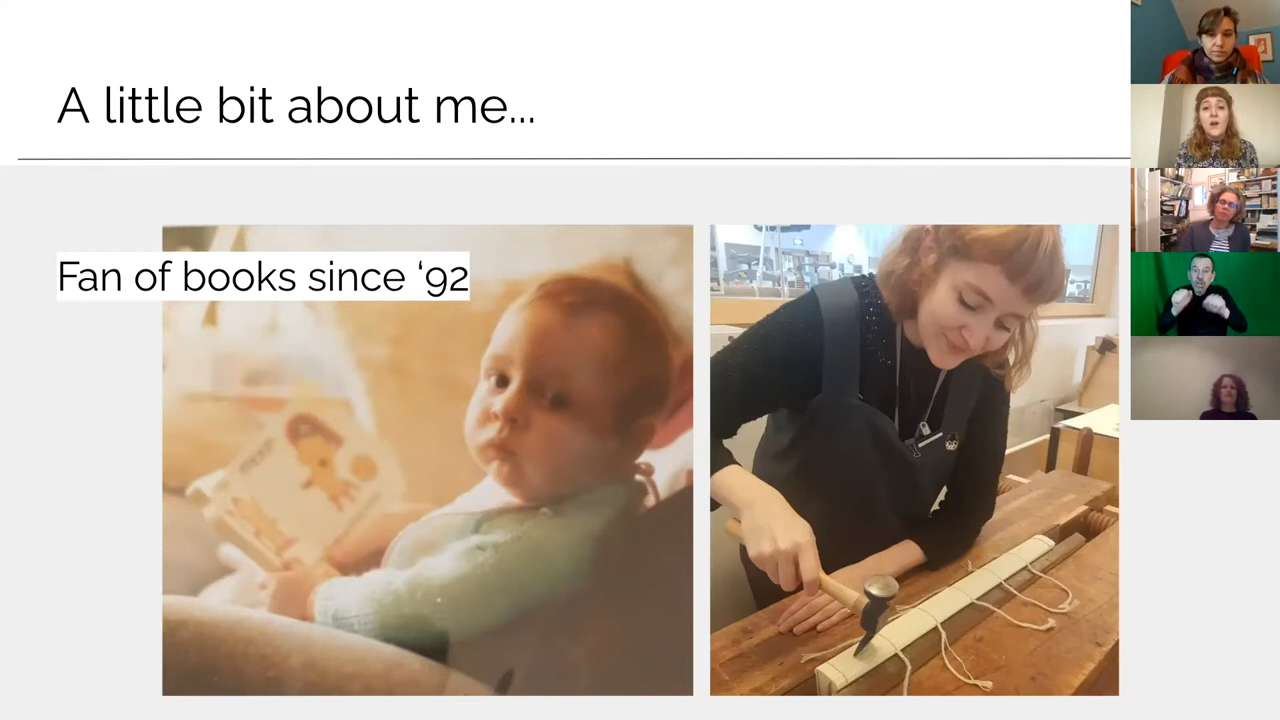 A little bit about me...
Fan of books since ‘92